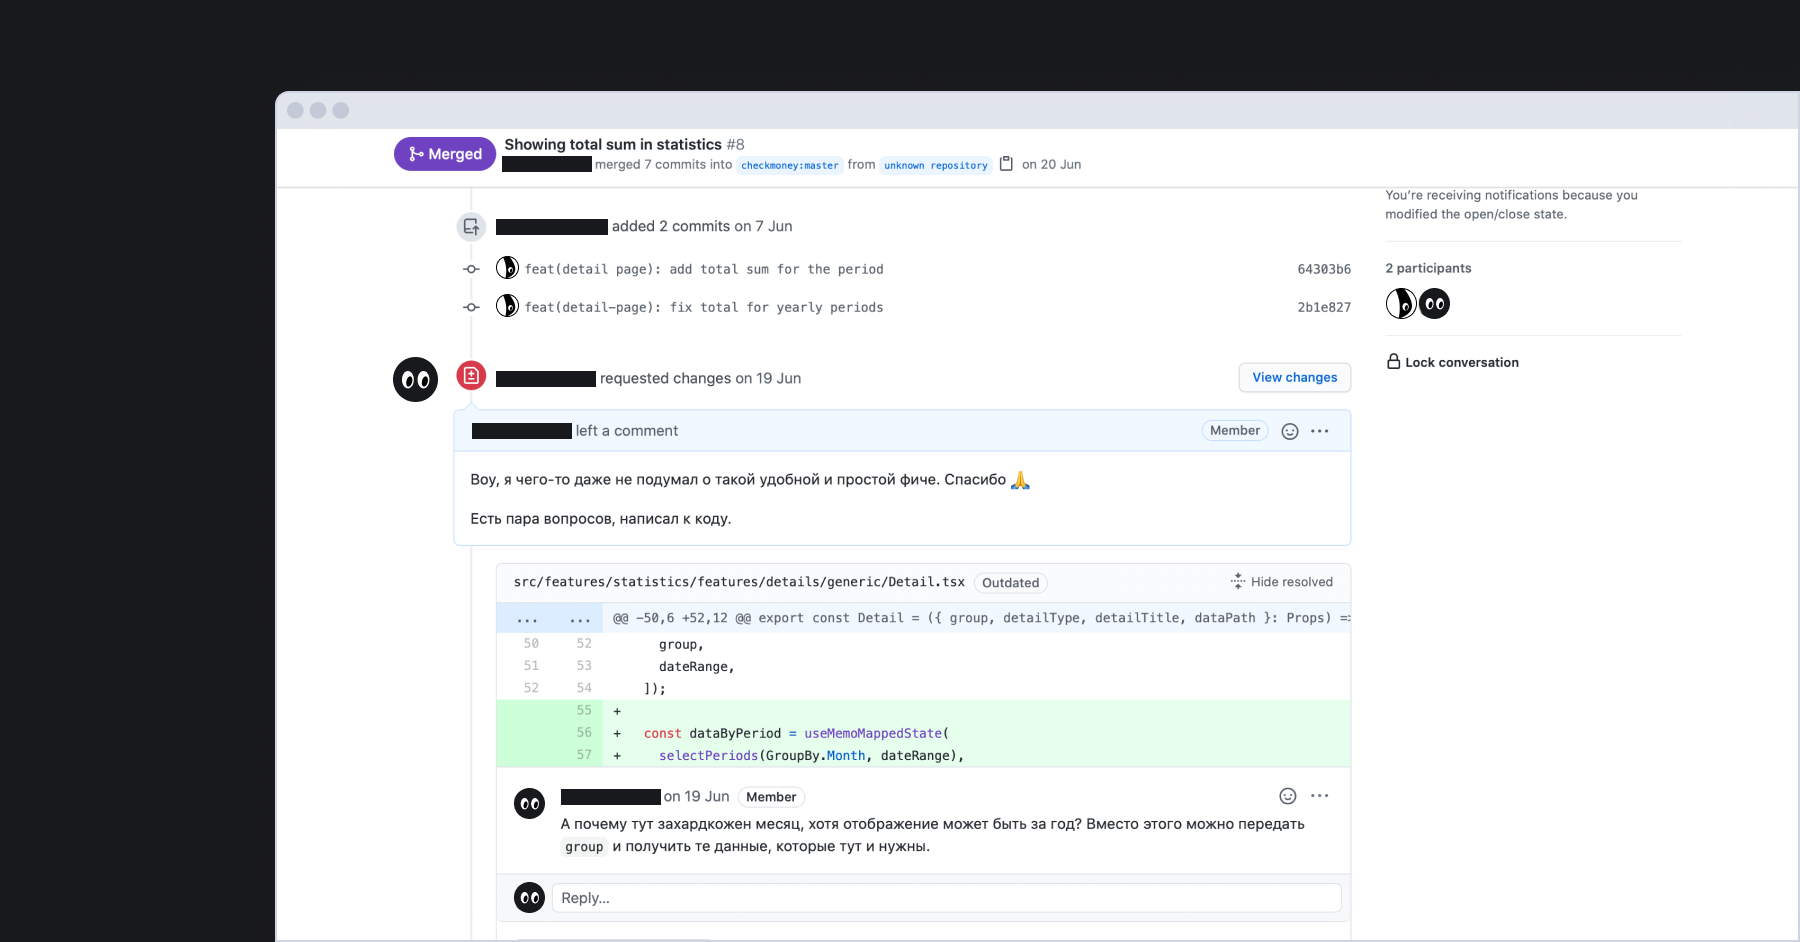 Merged
Showing total sum in statistics #8
merged 7 commits into checkmoney:master from unknown repository on 20 Jun
You're receiving notifications because you
modified the open/close state.
added 2 commits on 7 Jun
feat(detail page): add total sum for the period 64303b6
feat(detail-page): fix total for yearly periods 2b1e827
2 participants
Lock conversation
requested changes on 19 Jun View changes
left a comment Member
Воу, я чего-то даже не подумал о такой удобной и простой фиче. Спасибо 🙏
Есть пара вопросов, написал к коду.
src/features/statistics/features/details/generic/Detail.tsx Outdated Hide resolved
... ... @@ -50,6 +52,12 @@ export const Detail = ({ group, detailType, detailTitle, dataPath }: Props) =>
50 52 group,
51 53 dateRange,
52 54 ]);
55 +
56 + const dataByPeriod = useMemoMappedState(
57 + selectPeriods(GroupBy.Month, dateRange),
on 19 Jun Member
А почему тут захардкожен месяц, хотя отображение может быть за год? Вместо этого можно передать
group и получить те данные, которые тут и нужны.
Reply...